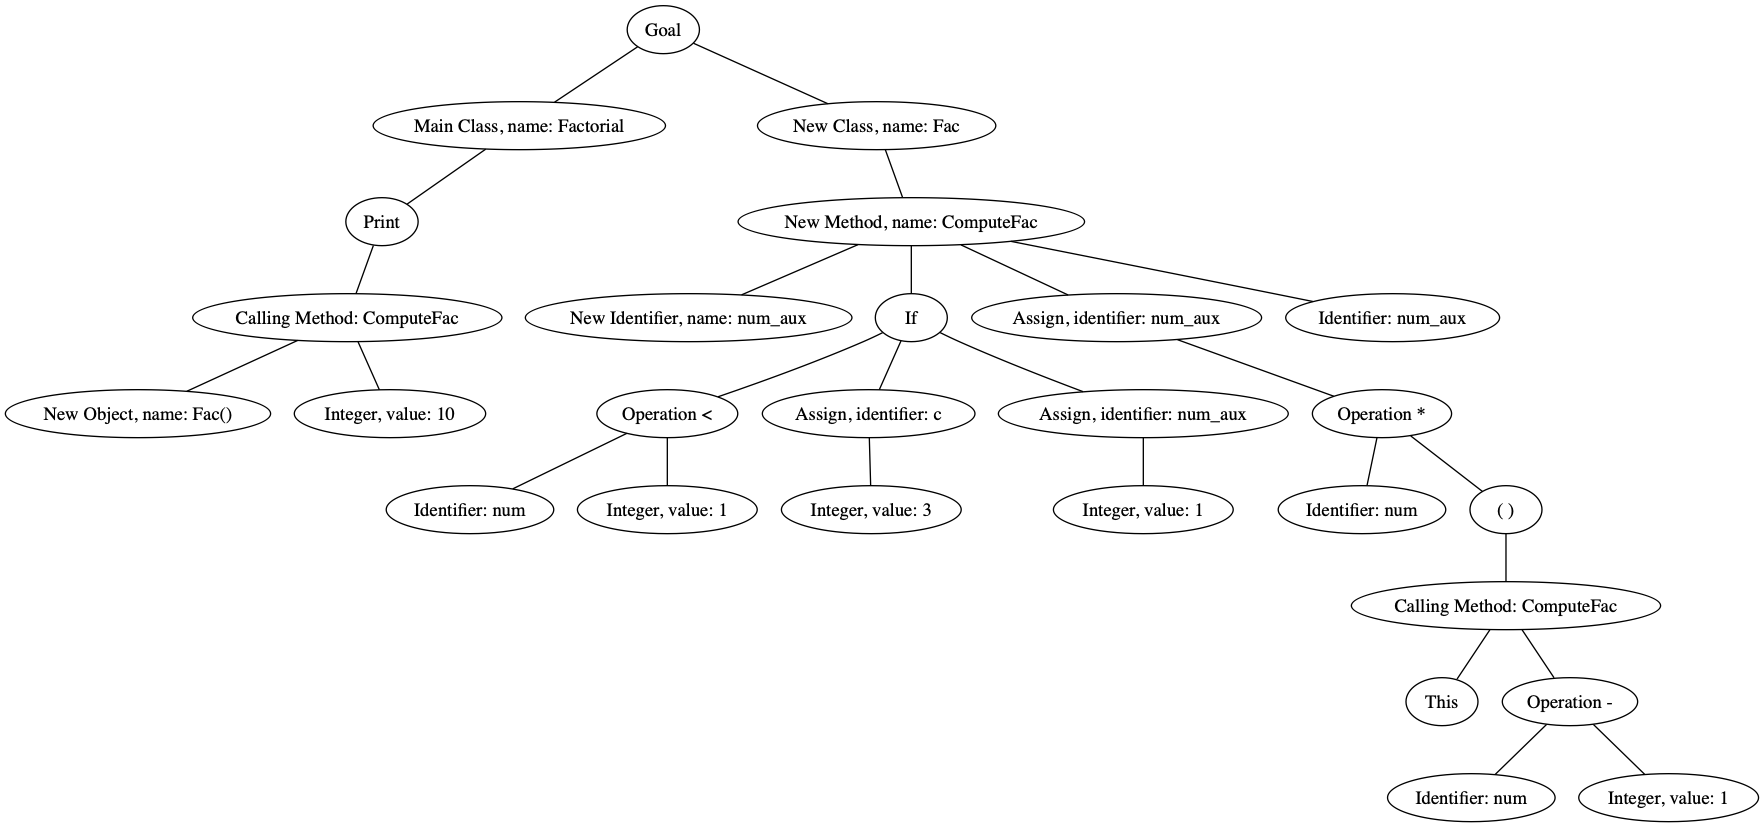 Goal
Main Class, name: Factorial
New Class, name: Fac
Print
New Method, name: ComputeFac
Calling Method: ComputeFac
New Identifier, name: num_aux
If
Assign, identifier: num_aux
Identifier: num_aux
New Object, name: Fac()
Integer, value: 10
Operation <
Assign, identifier: c
Assign, identifier: num_aux
Operation *
Identifier: num
Integer, value: 1
Integer, value: 3
Integer, value: 1
Identifier: num
( )
Calling Method: ComputeFac
This
Operation -
Identifier: num
Integer, value: 1